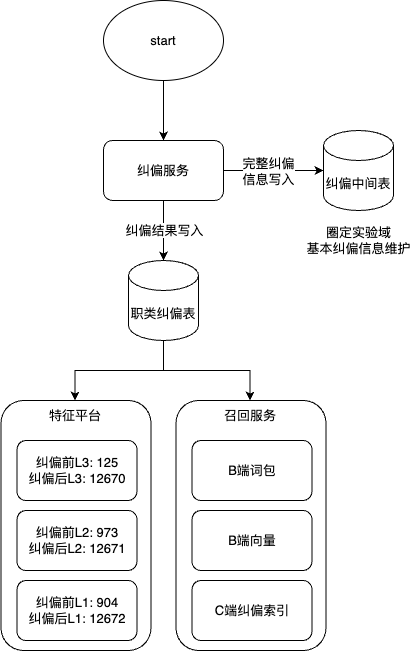 start
纠偏服务
完整纠偏
信息写入
纠偏中间表
圈定实验域
基本纠偏信息维护
纠偏结果写入
职类纠偏表
特征平台
纠偏前L3: 125
纠偏后L3: 12670
纠偏前L2: 973
纠偏后L2: 12671
纠偏前L1: 904
纠偏后L1: 12672
召回服务
B端词包
B端向量
C端纠偏索引